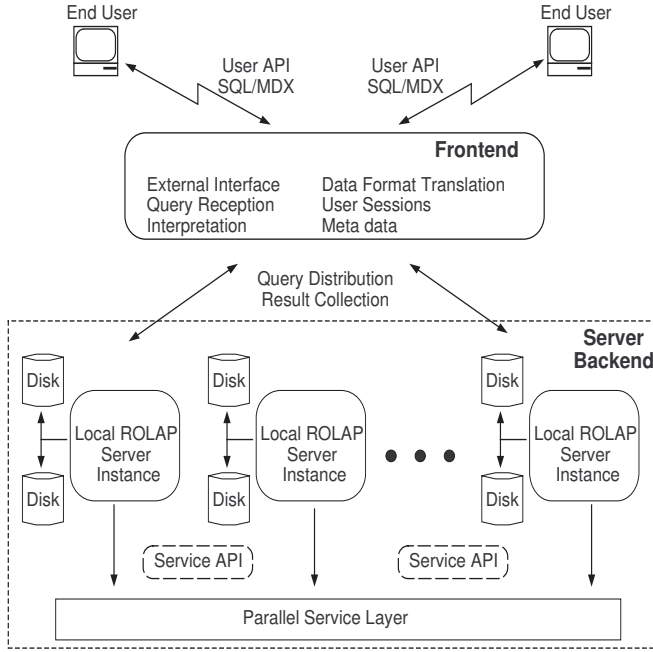 End User
End User
User API
SQL/MDX
User API
SQL/MDX
Frontend
External Interface
Query Reception
Interpretation
Data Format Translation
User Sessions
Meta data
Query Distribution
Result Collection
Server
Backend
Disk
Local ROLAP
Server
Instance
Disk
Disk
Local ROLAP
Server
Instance
Disk
Disk
Local ROLAP
Server
Instance
Disk
Service API
Service API
Parallel Service Layer